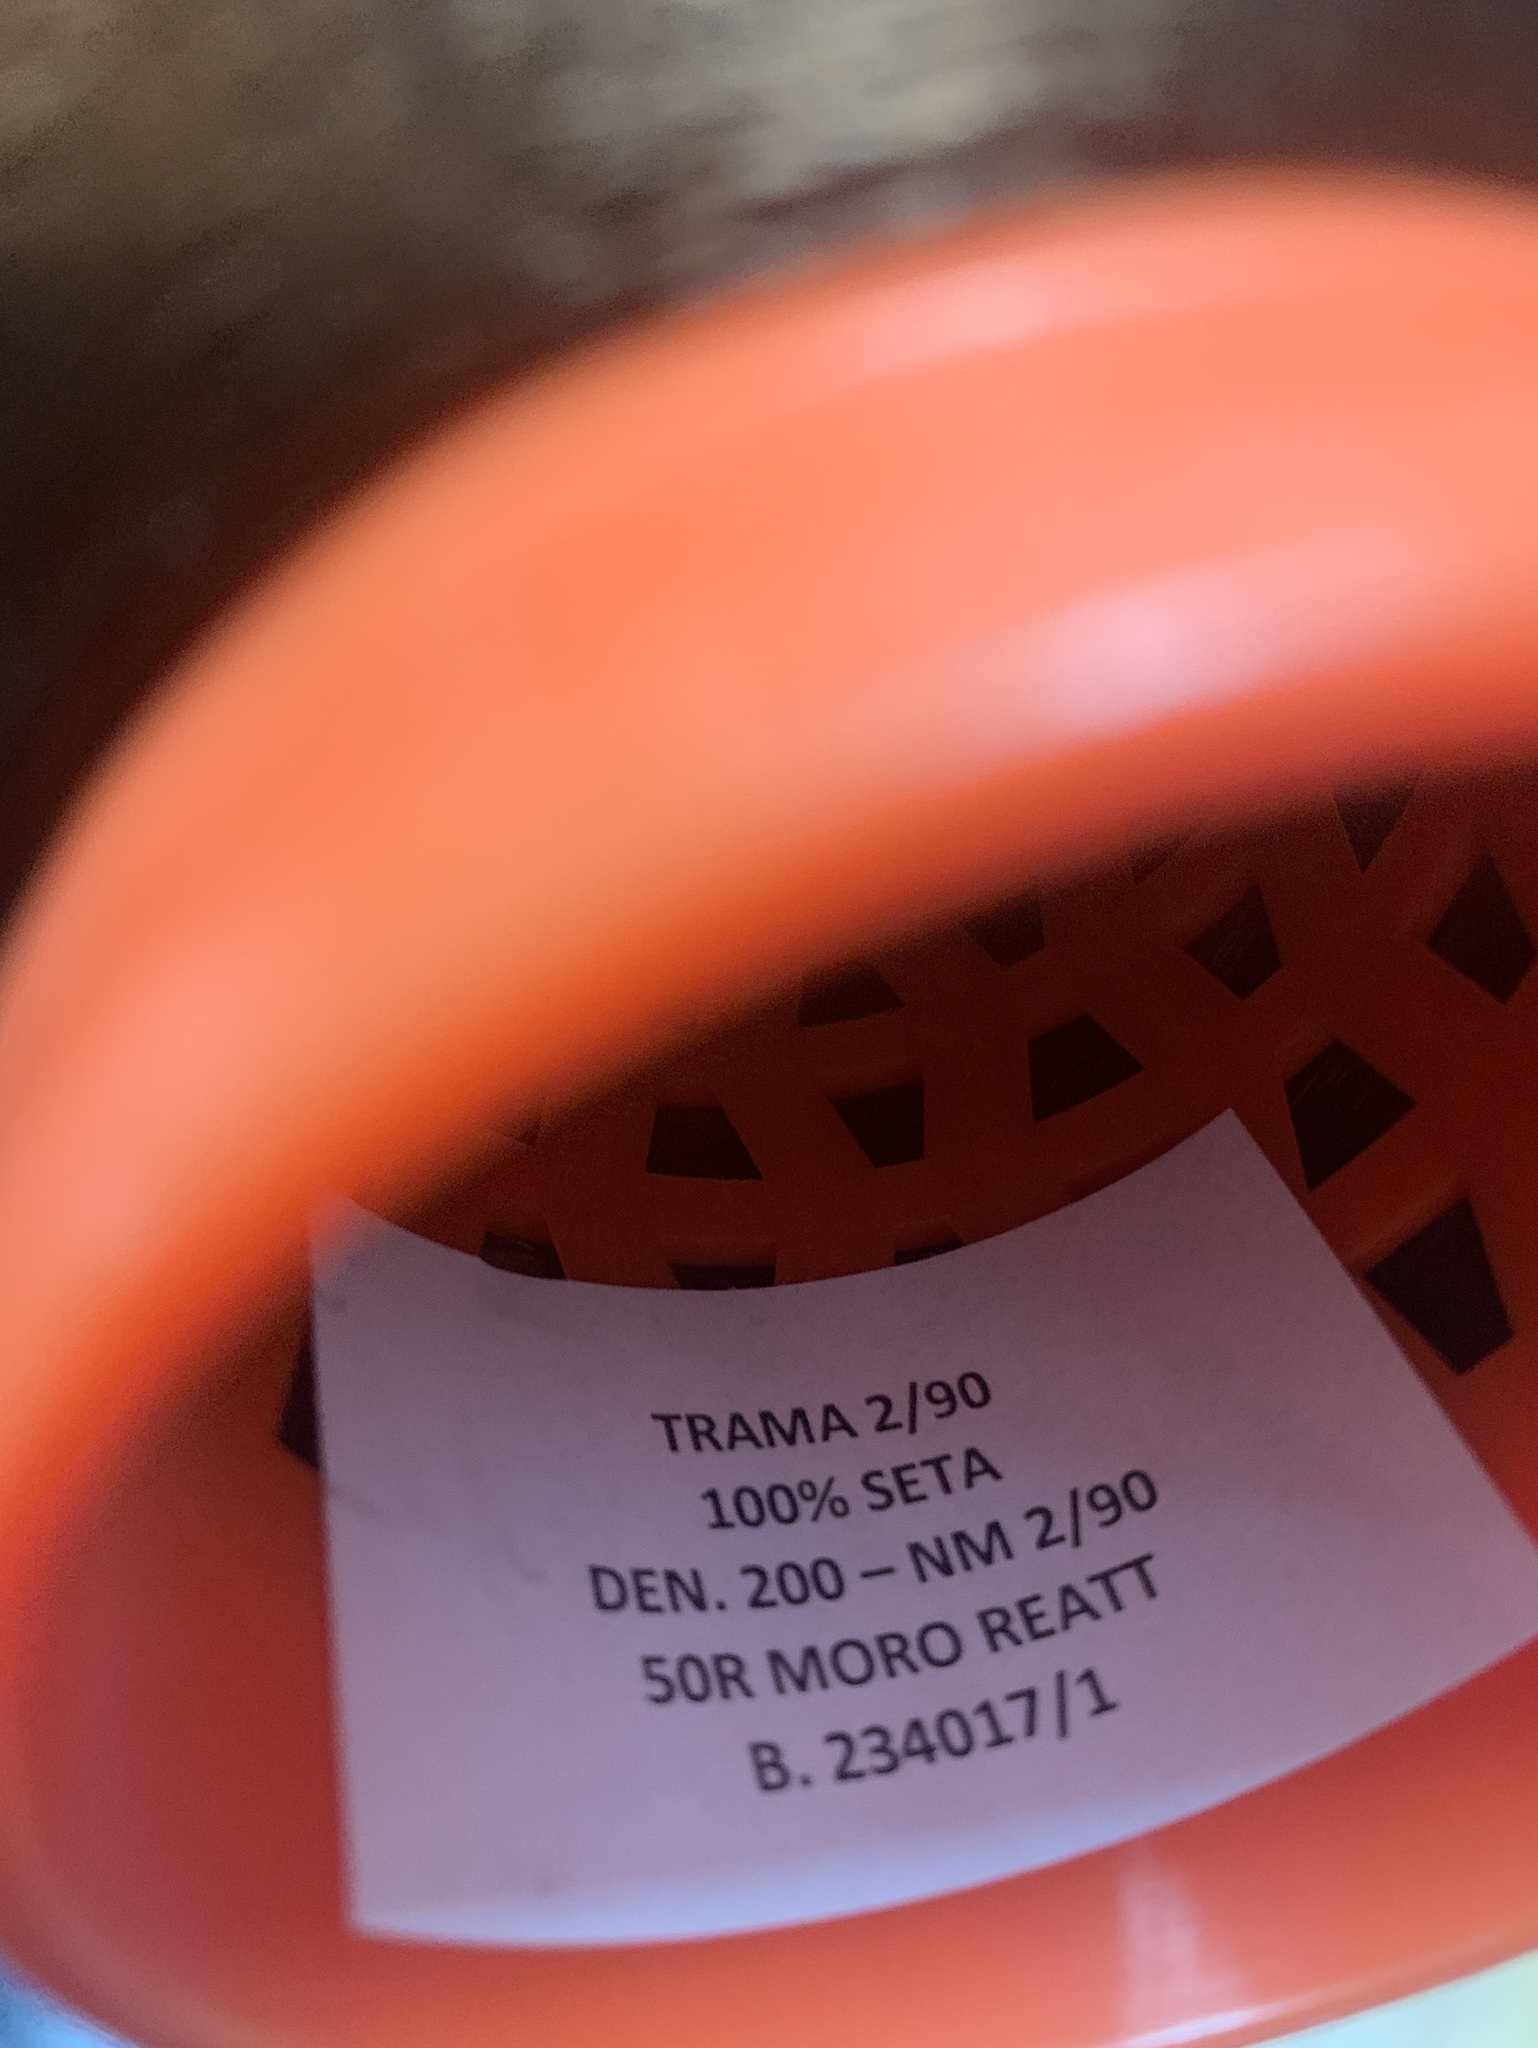 TRAMA 2/90
100% SETA
DEN. 200 – NM 2/90
50R MORO REATT
B. 234017/1